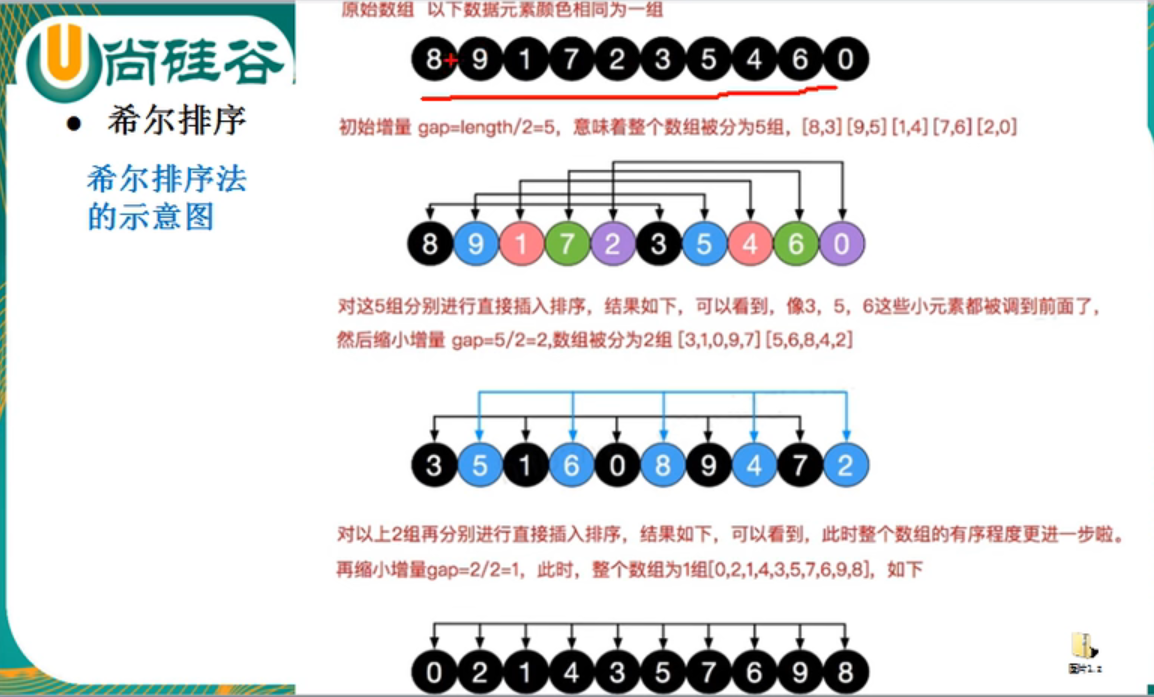 原始数组 以下数据元素颜色相同为一组
尚硅谷
8+9 1 7 2 3 5 4 6 0
● 希尔排序
初始增量 gap=length/2=5，意味着整个数组被分为5组，[8,3] [9,5] [1,4] [7,6] [2,0]
希尔排序法
的示意图
8 9 1 7 2 3 5 4 6 0
对这5组分别进行直接插入排序，结果如下，可以看到，像3，5，6这些小元素都被调到前面了，
然后缩小增量 gap=5/2=2,数组被分为2组 [3,1,0,9,7] [5,6,8,4,2]
3 5 1 6 0 8 9 4 7 2
对以上2组再分别进行直接插入排序，结果如下，可以看到，此时整个数组的有序程度更进一步啦。
再缩小增量gap=2/2=1，此时，整个数组为1组[0,2,1,4,3,5,7,6,9,8]，如下
0 2 1 4 3 5 7 6 9 8
图片1.z